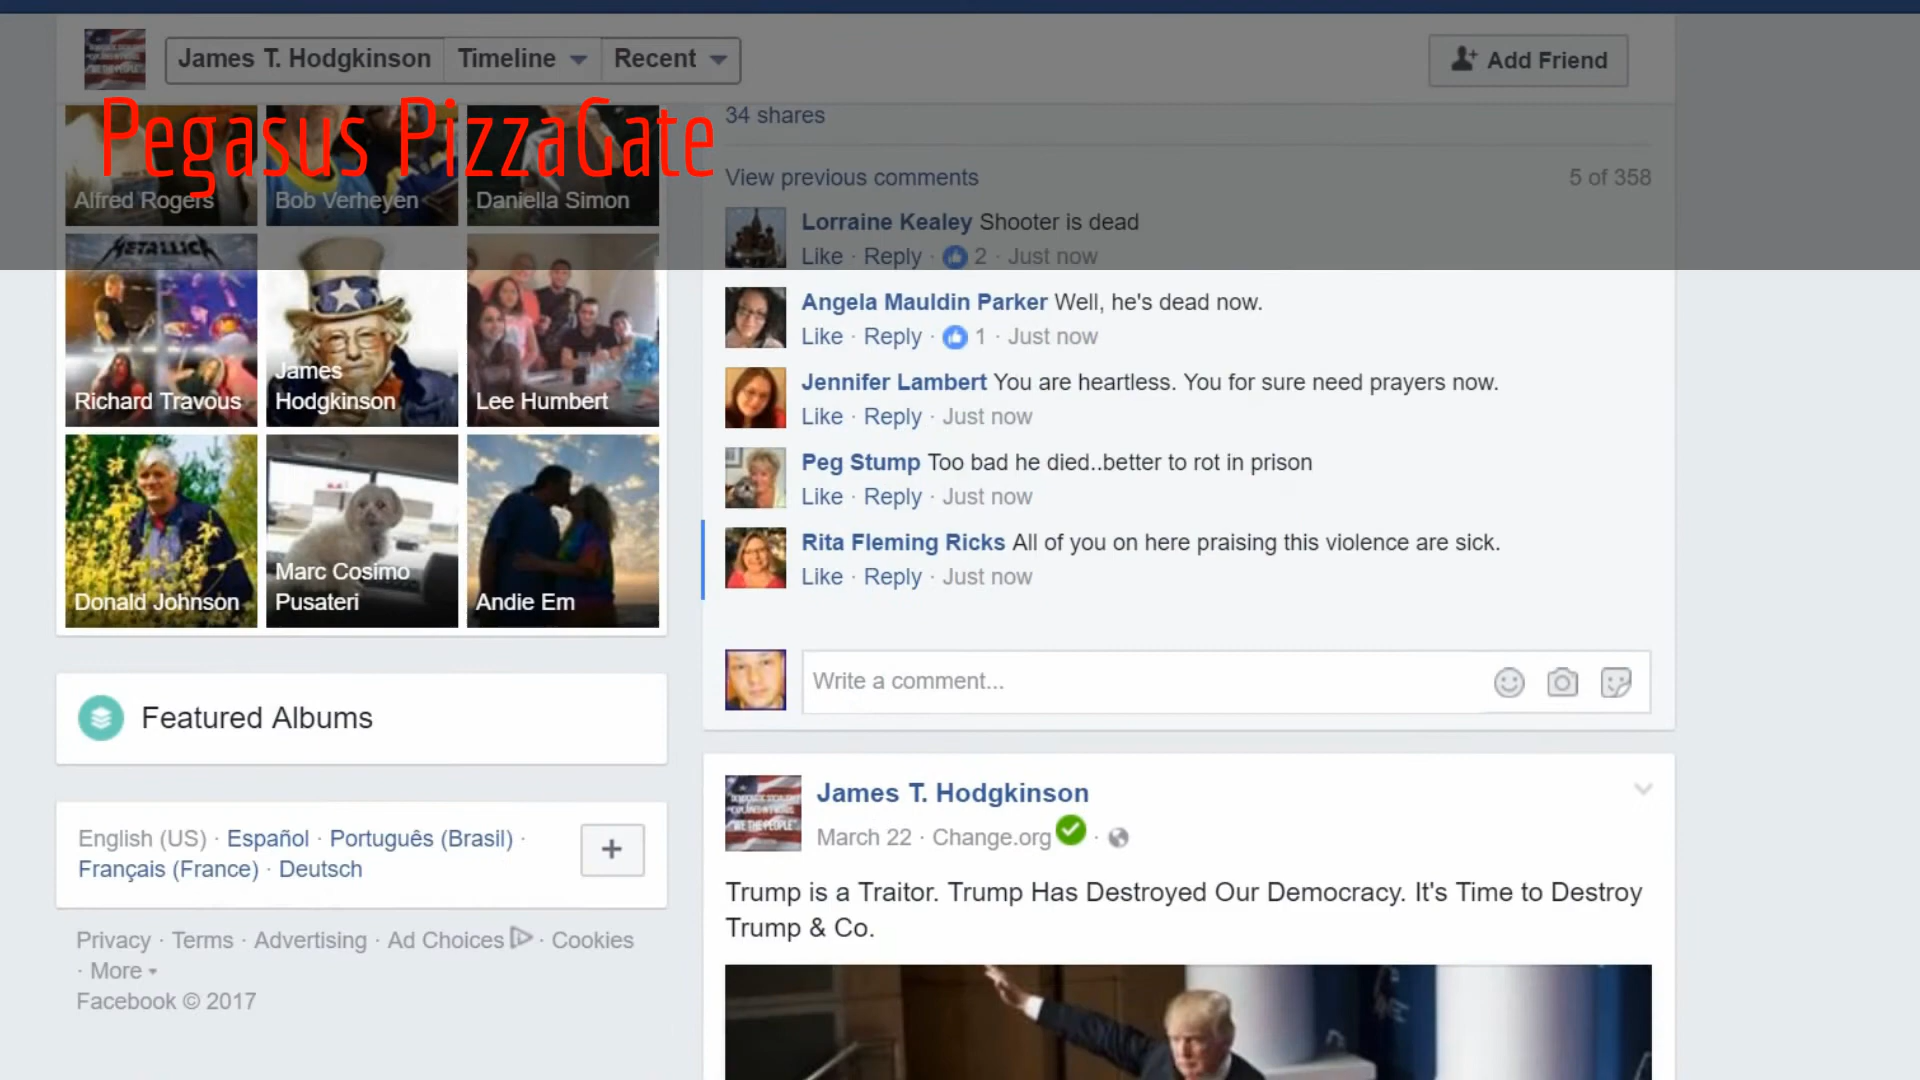 James T. Hodgkinson Timeline Recent
Add Friend
Pegasus PizzaGate
Alfred Rogers
Bob Verheyen
Daniella Simon
METALLICA
Richard Travous
James
Hodgkinson
Lee Humbert
Donald Johnson
Marc Cosimo
Pusateri
Andie Em
Featured Albums
English (US) · Español · Português (Brasil) ·
Français (France) · Deutsch
+
Privacy · Terms · Advertising · Ad Choices · Cookies
· More
Facebook © 2017
34 shares
View previous comments 5 of 358
Lorraine Kealey Shooter is dead
Like · Reply · 2 · Just now
Angela Mauldin Parker Well, he's dead now.
Like · Reply · 1 · Just now
Jennifer Lambert You are heartless. You for sure need prayers now.
Like · Reply · Just now
Peg Stump Too bad he died..better to rot in prison
Like · Reply · Just now
Rita Fleming Ricks All of you on here praising this violence are sick.
Like · Reply · Just now
Write a comment...
WE THE PEOPLE
James T. Hodgkinson
March 22 · Change.org ·
Trump is a Traitor. Trump Has Destroyed Our Democracy. It's Time to Destroy
Trump & Co.